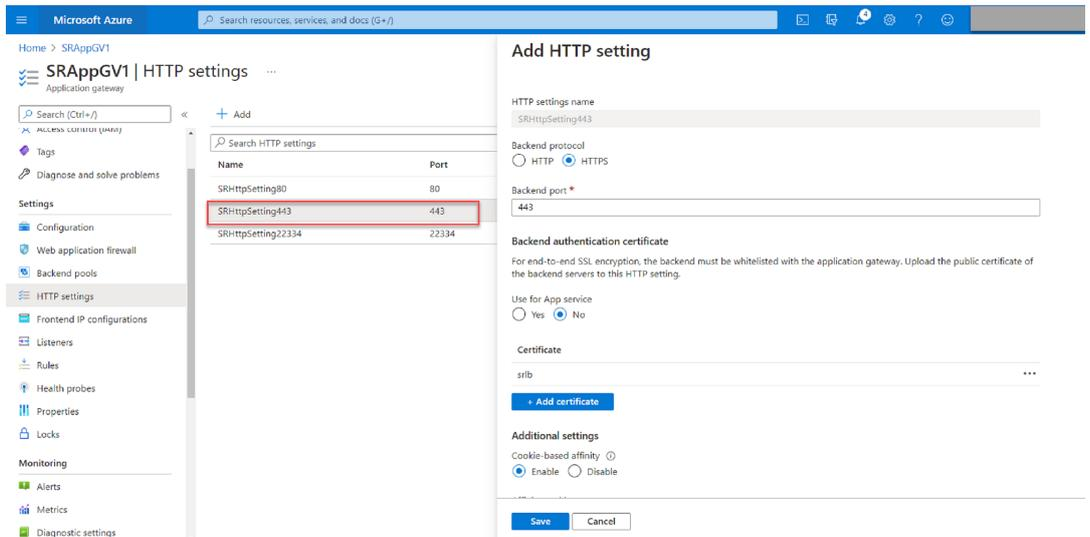 Microsoft Azure
Search resources, services, and docs (G+/)
4
Home > SRAppGV1
SRAppGV1 | HTTP settings ...
Application gateway
Search (Ctrl+/)
«
Access control (IAM)
Tags
Diagnose and solve problems
Settings
Configuration
Web application firewall
Backend pools
HTTP settings
Frontend IP configurations
Listeners
Rules
Health probes
Properties
Locks
Monitoring
Alerts
Metrics
Diagnostic settings
+ Add
Search HTTP settings
Name Port
SRHttpSetting80 80
SRHttpSetting443 443
SRHttpSetting22334 22334
Add HTTP setting
HTTP settings name
SRHttpSetting443
Backend protocol
HTTP HTTPS
Backend port *
443
Backend authentication certificate
For end-to-end SSL encryption, the backend must be whitelisted with the application gateway. Upload the public certificate of
the backend servers to this HTTP setting.
Use for App service
Yes No
Certificate
srlb ...
+ Add certificate
Additional settings
Cookie-based affinity
Enable Disable
Save Cancel